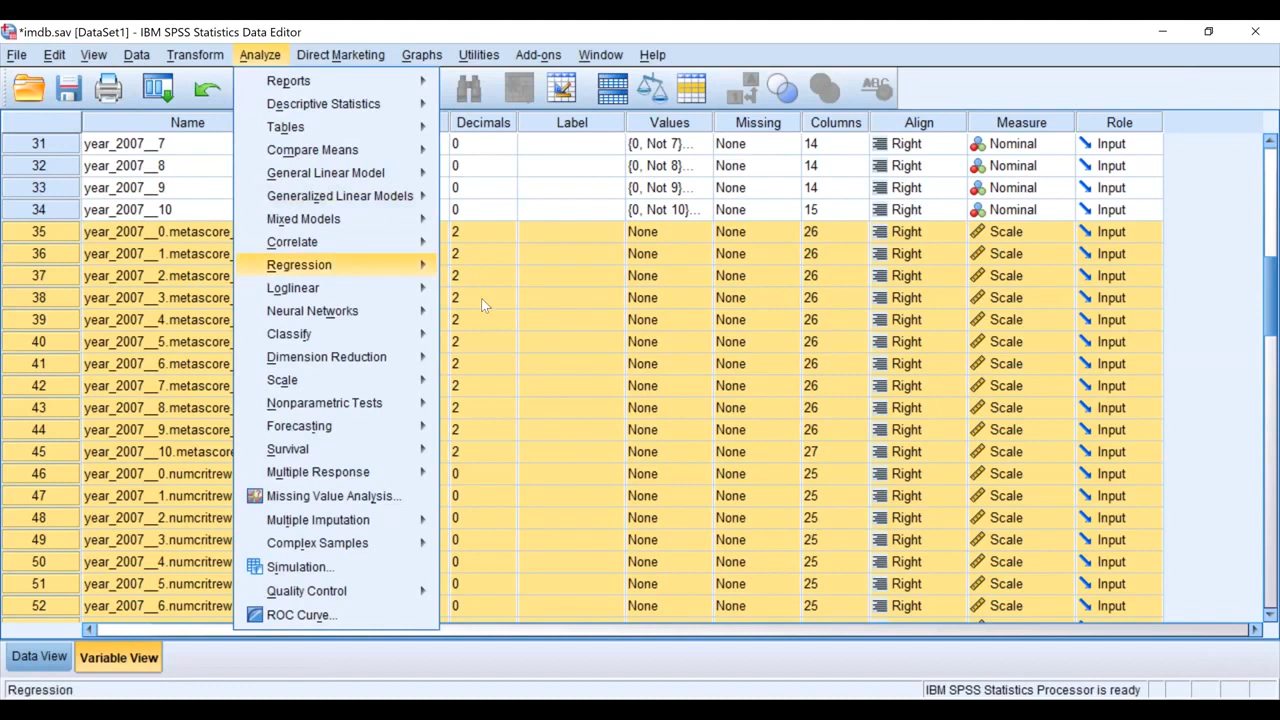 *imdb.sav [DataSet1] - IBM SPSS Statistics Data Editor
File Edit View Data Transform Analyze Direct Marketing Graphs Utilities Add-ons Window Help
Name Decimals Label Values Missing Columns Align Measure Role
31 year_2007__7 0 {0, Not 7}... None 14 Right Nominal Input
32 year_2007__8 0 {0, Not 8}... None 14 Right Nominal Input
33 year_2007__9 0 {0, Not 9}... None 14 Right Nominal Input
34 year_2007__10 0 {0, Not 10}... None 15 Right Nominal Input
35 year_2007__0.metascore_ 2 None None 26 Right Scale Input
36 year_2007__1.metascore_ 2 None None 26 Right Scale Input
37 year_2007__2.metascore_ 2 None None 26 Right Scale Input
38 year_2007__3.metascore_ 2 None None 26 Right Scale Input
39 year_2007__4.metascore_ 2 None None 26 Right Scale Input
40 year_2007__5.metascore_ 2 None None 26 Right Scale Input
41 year_2007__6.metascore_ 2 None None 26 Right Scale Input
42 year_2007__7.metascore_ 2 None None 26 Right Scale Input
43 year_2007__8.metascore_ 2 None None 26 Right Scale Input
44 year_2007__9.metascore_ 2 None None 26 Right Scale Input
45 year_2007__10.metascore 2 None None 27 Right Scale Input
46 year_2007__0.numcritrew 0 None None 25 Right Scale Input
47 year_2007__1.numcritrew 0 None None 25 Right Scale Input
48 year_2007__2.numcritrew 0 None None 25 Right Scale Input
49 year_2007__3.numcritrew 0 None None 25 Right Scale Input
50 year_2007__4.numcritrew 0 None None 25 Right Scale Input
51 year_2007__5.numcritrew 0 None None 25 Right Scale Input
52 year_2007__6.numcritrew 0 None None 25 Right Scale Input
Reports
Descriptive Statistics
Tables
Compare Means
General Linear Model
Generalized Linear Models
Mixed Models
Correlate
Regression
Loglinear
Neural Networks
Classify
Dimension Reduction
Scale
Nonparametric Tests
Forecasting
Survival
Multiple Response
Missing Value Analysis...
Multiple Imputation
Complex Samples
Simulation...
Quality Control
ROC Curve...
Data View Variable View
Regression IBM SPSS Statistics Processor is ready